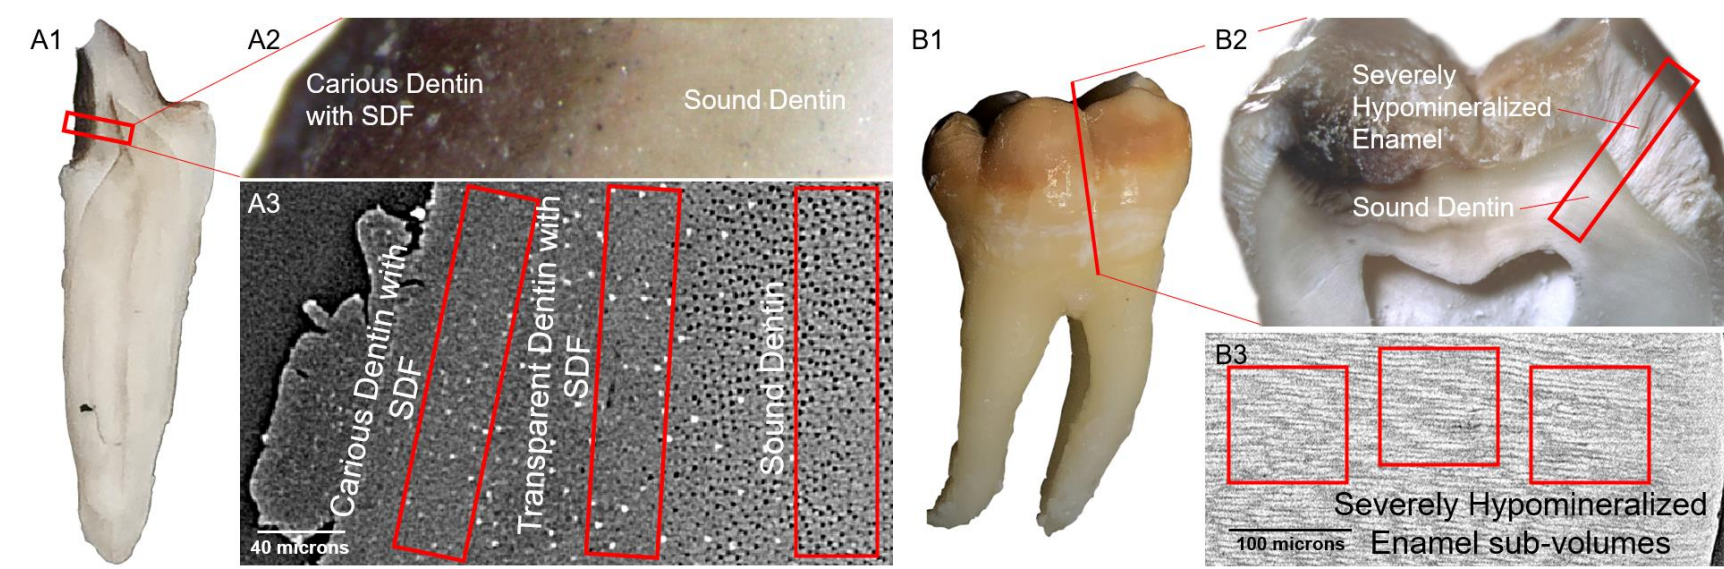 A1
A2
Carious Dentin
with SDF
Sound Dentin
A3
Carious Dentin with
SDF
Transparent Dentin with
SDF
Sound Dentin
40 microns
B1
B2
Severely
Hypomineralized
Enamel
Sound Dentin
B3
Severely Hypomineralized
Enamel sub-volumes
100 microns